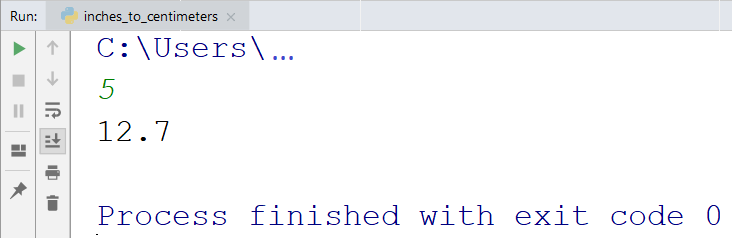 Run: inches_to_centimeters
C:\Users\...
5
12.7
Process finished with exit code 0